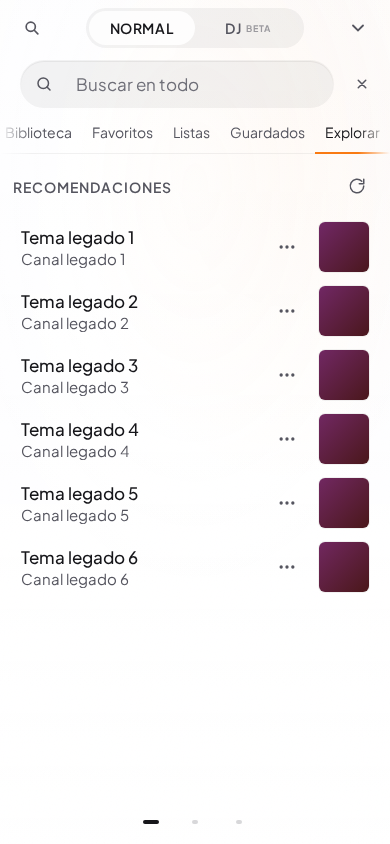 NORMAL
DJ BETA
Buscar en todo
Biblioteca Favoritos Listas Guardados Explorar
RECOMENDACIONES
Tema legado 1
Canal legado 1
Tema legado 2
Canal legado 2
Tema legado 3
Canal legado 3
Tema legado 4
Canal legado 4
Tema legado 5
Canal legado 5
Tema legado 6
Canal legado 6